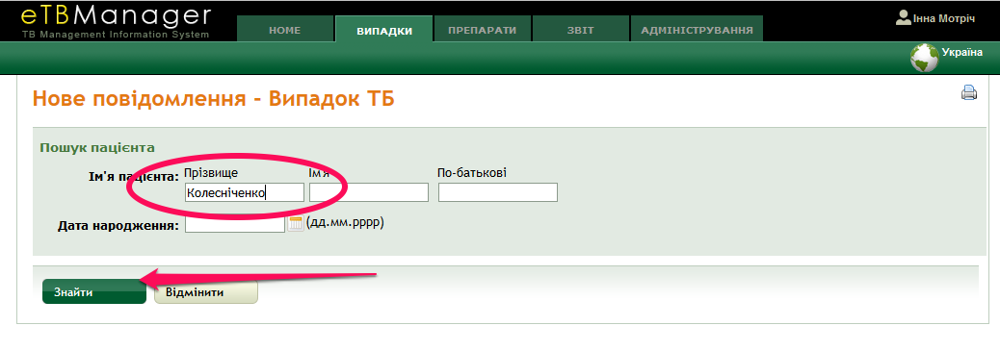 eTBManager
TB Management Information System
HOME
ВИПАДКИ
ПРЕПАРАТИ
ЗВІТ
АДМІНІСТРУВАННЯ
Інна Мотріч
Україна
Нове повідомлення - Випадок ТБ
Пошук пацієнта
Ім'я пацієнта:
Прізвище
Ім'я
По-батькові
Колесніченко
Дата народження:
(дд.мм.рррр)
Знайти
Відмінити